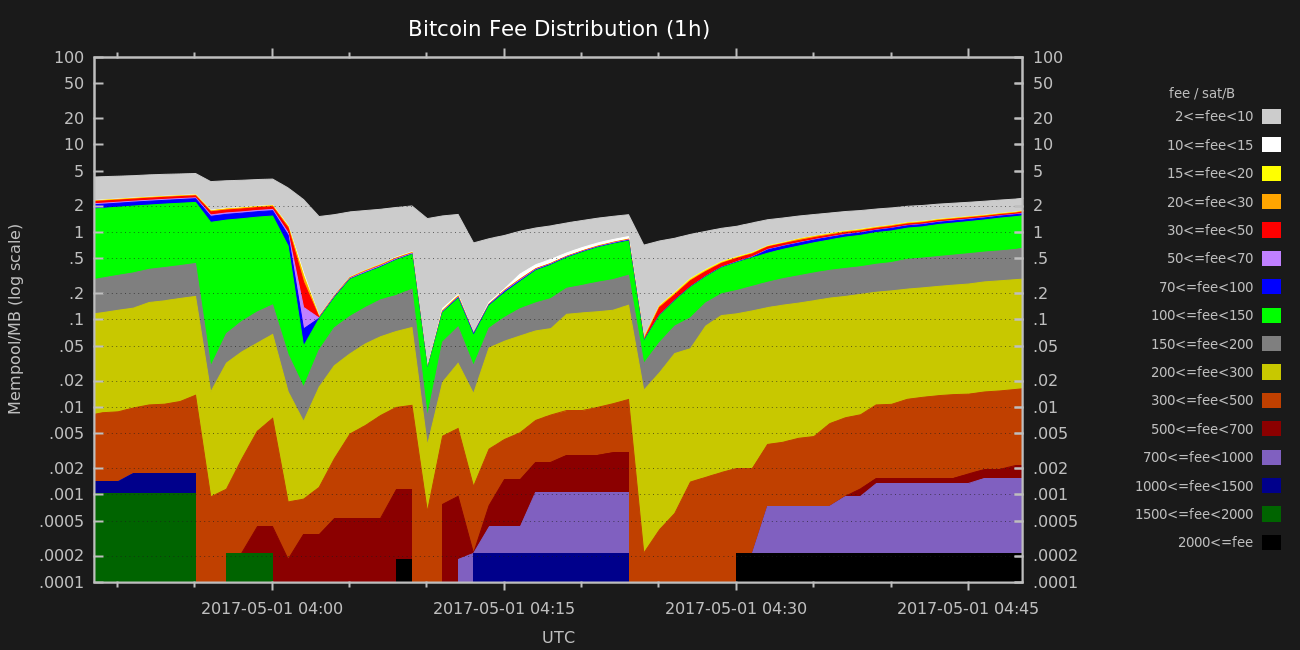 Bitcoin Fee Distribution (1h)
100 100
50 50
20 20
10 10
5 5
2 2
1 1
.5 .5
.2 .2
.1 .1
.05 .05
.02 .02
.01 .01
.005 .005
.002 .002
.001 .001
.0005 .0005
.0002 .0002
.0001 .0001
Mempool/MB (log scale)
2017-05-01 04:00 2017-05-01 04:15 2017-05-01 04:30 2017-05-01 04:45
UTC
fee / sat/B
2<=fee<10
10<=fee<15
15<=fee<20
20<=fee<30
30<=fee<50
50<=fee<70
70<=fee<100
100<=fee<150
150<=fee<200
200<=fee<300
300<=fee<500
500<=fee<700
700<=fee<1000
1000<=fee<1500
1500<=fee<2000
2000<=fee